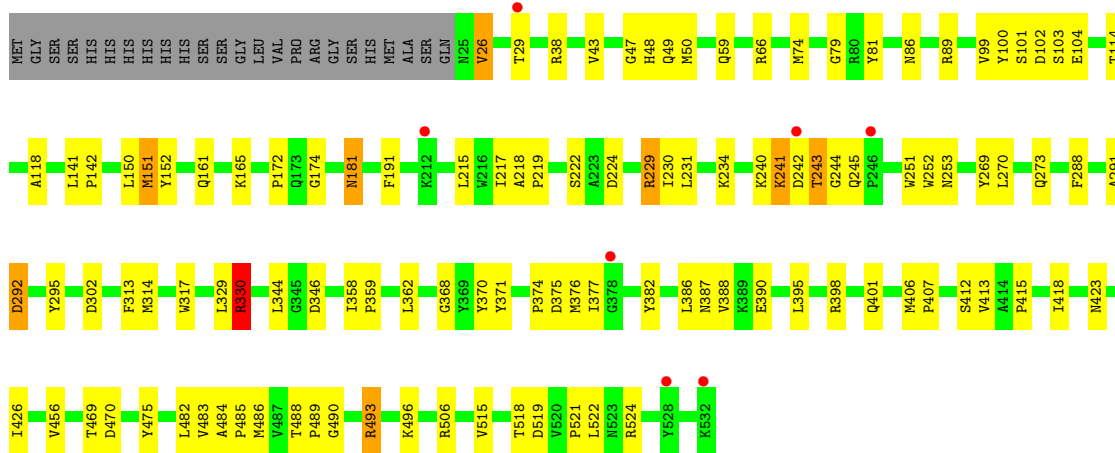 MET GLY SER SER HIS HIS HIS HIS HIS HIS SER SER GLY LEU VAL PRO ARG GLY SER HIS MET ALA SER GLN N25 V26 T29 R38 V43 G47 H48 Q49 M50 Q59 R66 M74 G79 R80 Y81 N86 R89 V99 Y100 S101 D102 S103 E104 T114
A118 L141 P142 L150 M151 Y152 Q161 K165 P172 Q173 G174 N181 F191 K212 L215 W216 I217 A218 P219 S222 A223 D224 R229 I230 L231 K234 K240 K241 D242 T243 G244 Q245 P246 W251 W252 N253 Y269 L270 Q273 F288 A291
D292 Y295 D302 F313 M314 W317 L329 R330 L344 G345 D346 I358 P359 L362 G368 Y369 Y370 Y371 P374 D375 M376 I377 G378 Y382 L386 N387 V388 K389 E390 L395 R398 Q401 M406 P407 S412 V413 A414 P415 I418 N423
I426 V456 T469 D470 Y475 L482 V483 A484 P485 M486 V487 T488 P489 G490 R493 K496 R506 V515 T518 D519 V520 P521 L522 N523 R524 Y528 K532